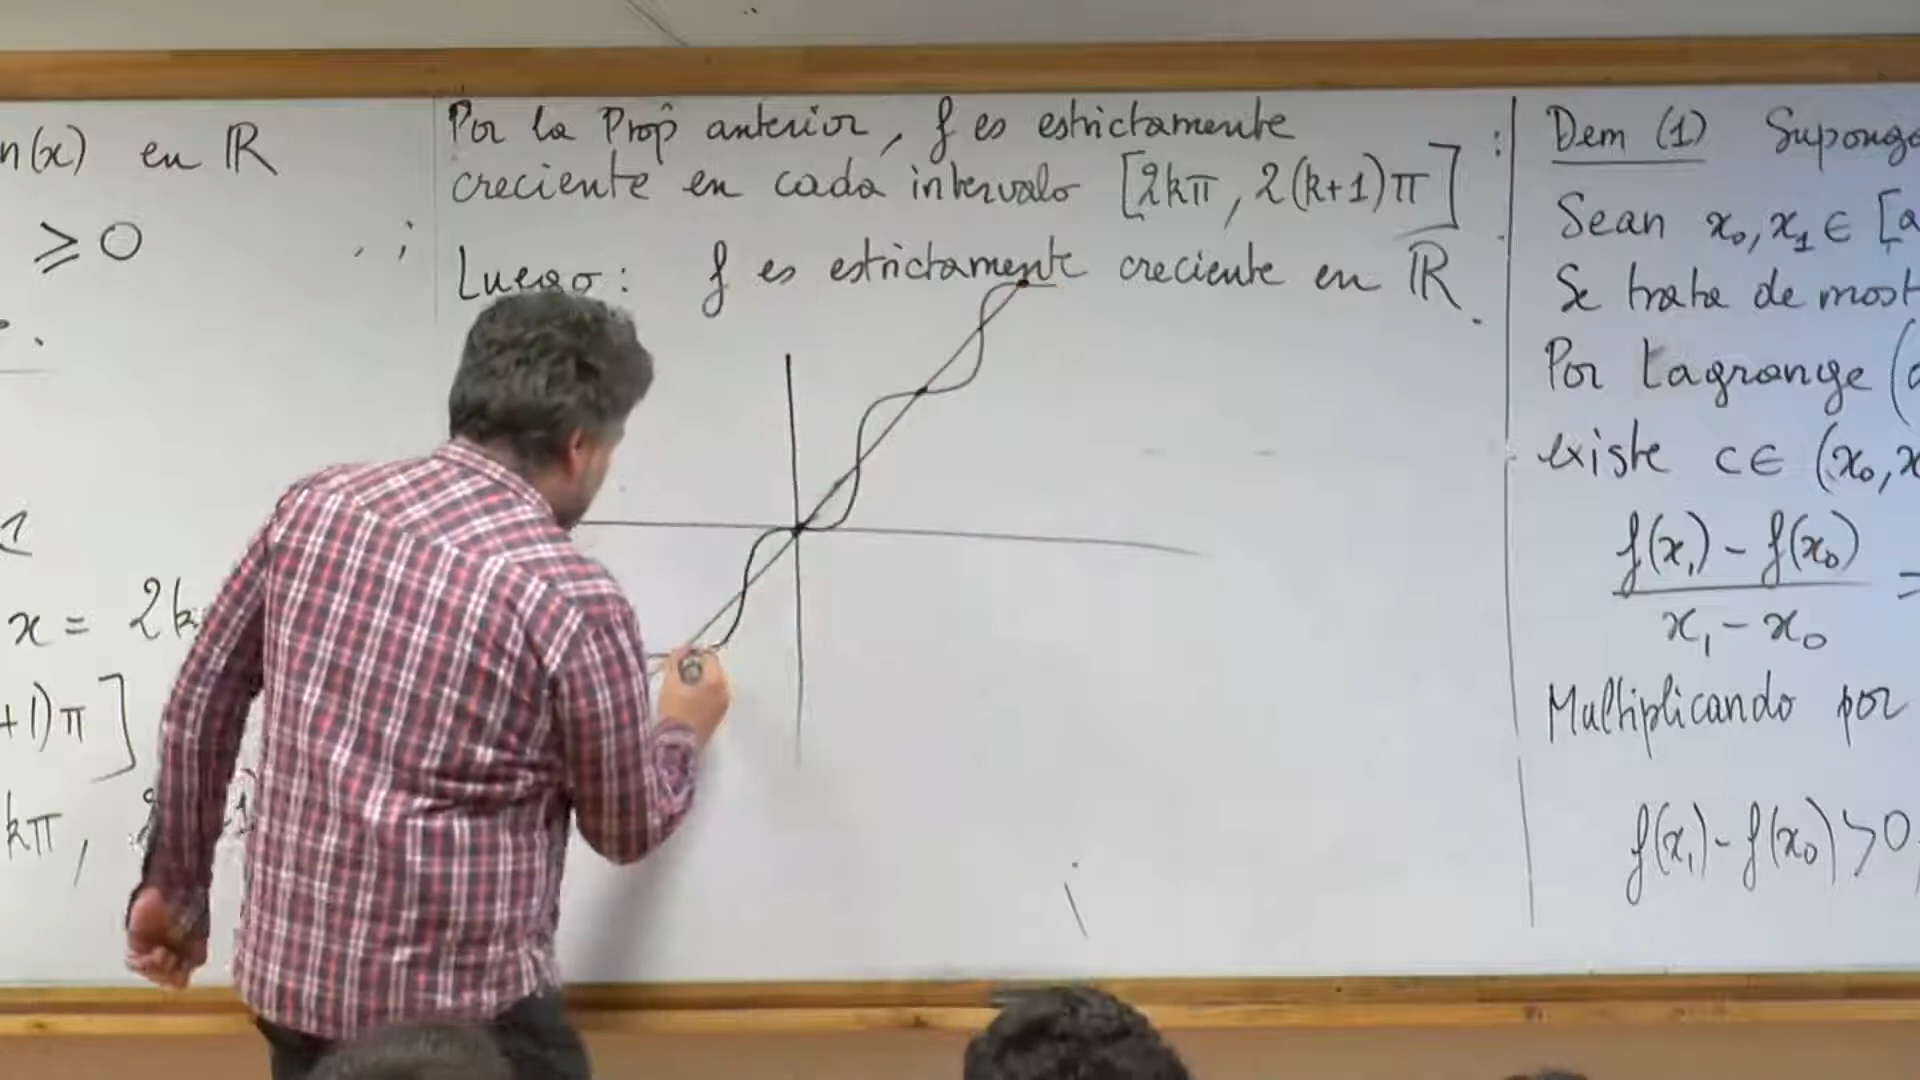 n(x) en ℝ
≥ 0
x = 2k
+1)π]
kπ,
Por la Prop anterior, f es estrictamente
creciente en cada intervalo [2kπ, 2(k+1)π]
Luego: f es estrictamente creciente en ℝ.
Dem (1) Suponga
Sean x₀, x₁ ∈ [a
Se trata de most
Por Lagrange (
existe c ∈ (x₀, x
f(x₁) - f(x₀)
x₁ - x₀
Multiplicando por
f(x₁) - f(x₀) > 0